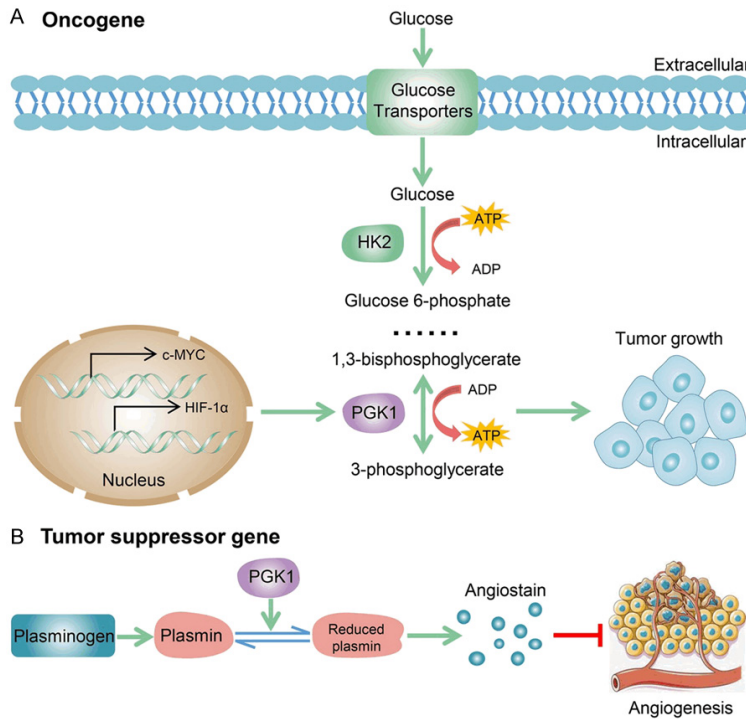 A Oncogene
Glucose
Extracellular
Glucose
Transporters
Intracellular
Glucose
ATP
HK2
ADP
Glucose 6-phosphate
......
1,3-bisphosphoglycerate
Tumor growth
c-MYC
ADP
HIF-1α
PGK1
ATP
Nucleus
3-phosphoglycerate
B Tumor suppressor gene
PGK1
Angiostain
Plasminogen
Plasmin
Reduced
plasmin
Angiogenesis